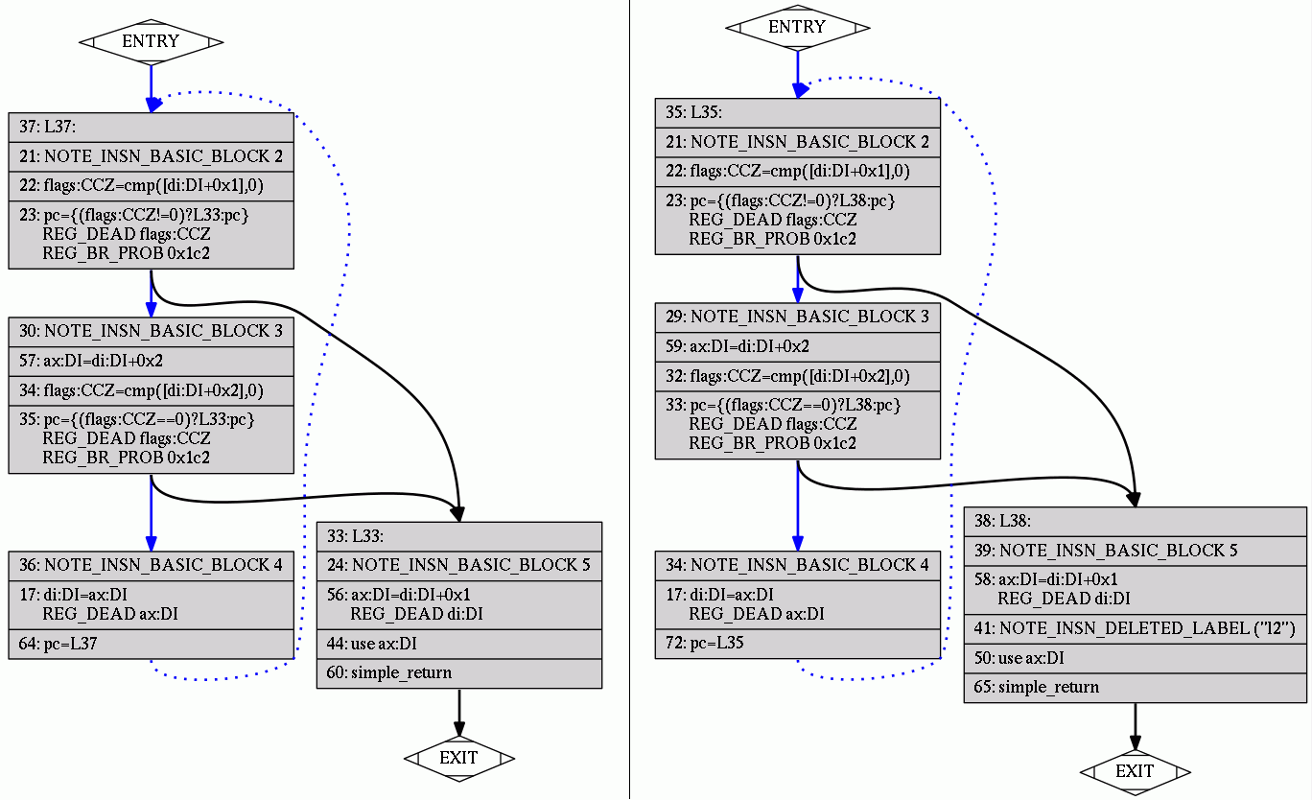 ENTRY
37: L37:
21: NOTE_INSN_BASIC_BLOCK 2
22: flags:CCZ=cmp([di:DI+0x1],0)
23: pc={(flags:CCZ!=0)?L33:pc}
REG_DEAD flags:CCZ
REG_BR_PROB 0x1c2
30: NOTE_INSN_BASIC_BLOCK 3
57: ax:DI=di:DI+0x2
34: flags:CCZ=cmp([di:DI+0x2],0)
35: pc={(flags:CCZ==0)?L33:pc}
REG_DEAD flags:CCZ
REG_BR_PROB 0x1c2
36: NOTE_INSN_BASIC_BLOCK 4
17: di:DI=ax:DI
REG_DEAD ax:DI
64: pc=L37
33: L33:
24: NOTE_INSN_BASIC_BLOCK 5
56: ax:DI=di:DI+0x1
REG_DEAD di:DI
44: use ax:DI
60: simple_return
EXIT
ENTRY
35: L35:
21: NOTE_INSN_BASIC_BLOCK 2
22: flags:CCZ=cmp([di:DI+0x1],0)
23: pc={(flags:CCZ!=0)?L38:pc}
REG_DEAD flags:CCZ
REG_BR_PROB 0x1c2
29: NOTE_INSN_BASIC_BLOCK 3
59: ax:DI=di:DI+0x2
32: flags:CCZ=cmp([di:DI+0x2],0)
33: pc={(flags:CCZ==0)?L38:pc}
REG_DEAD flags:CCZ
REG_BR_PROB 0x1c2
34: NOTE_INSN_BASIC_BLOCK 4
17: di:DI=ax:DI
REG_DEAD ax:DI
72: pc=L35
38: L38:
39: NOTE_INSN_BASIC_BLOCK 5
58: ax:DI=di:DI+0x1
REG_DEAD di:DI
41: NOTE_INSN_DELETED_LABEL ("l2")
50: use ax:DI
65: simple_return
EXIT